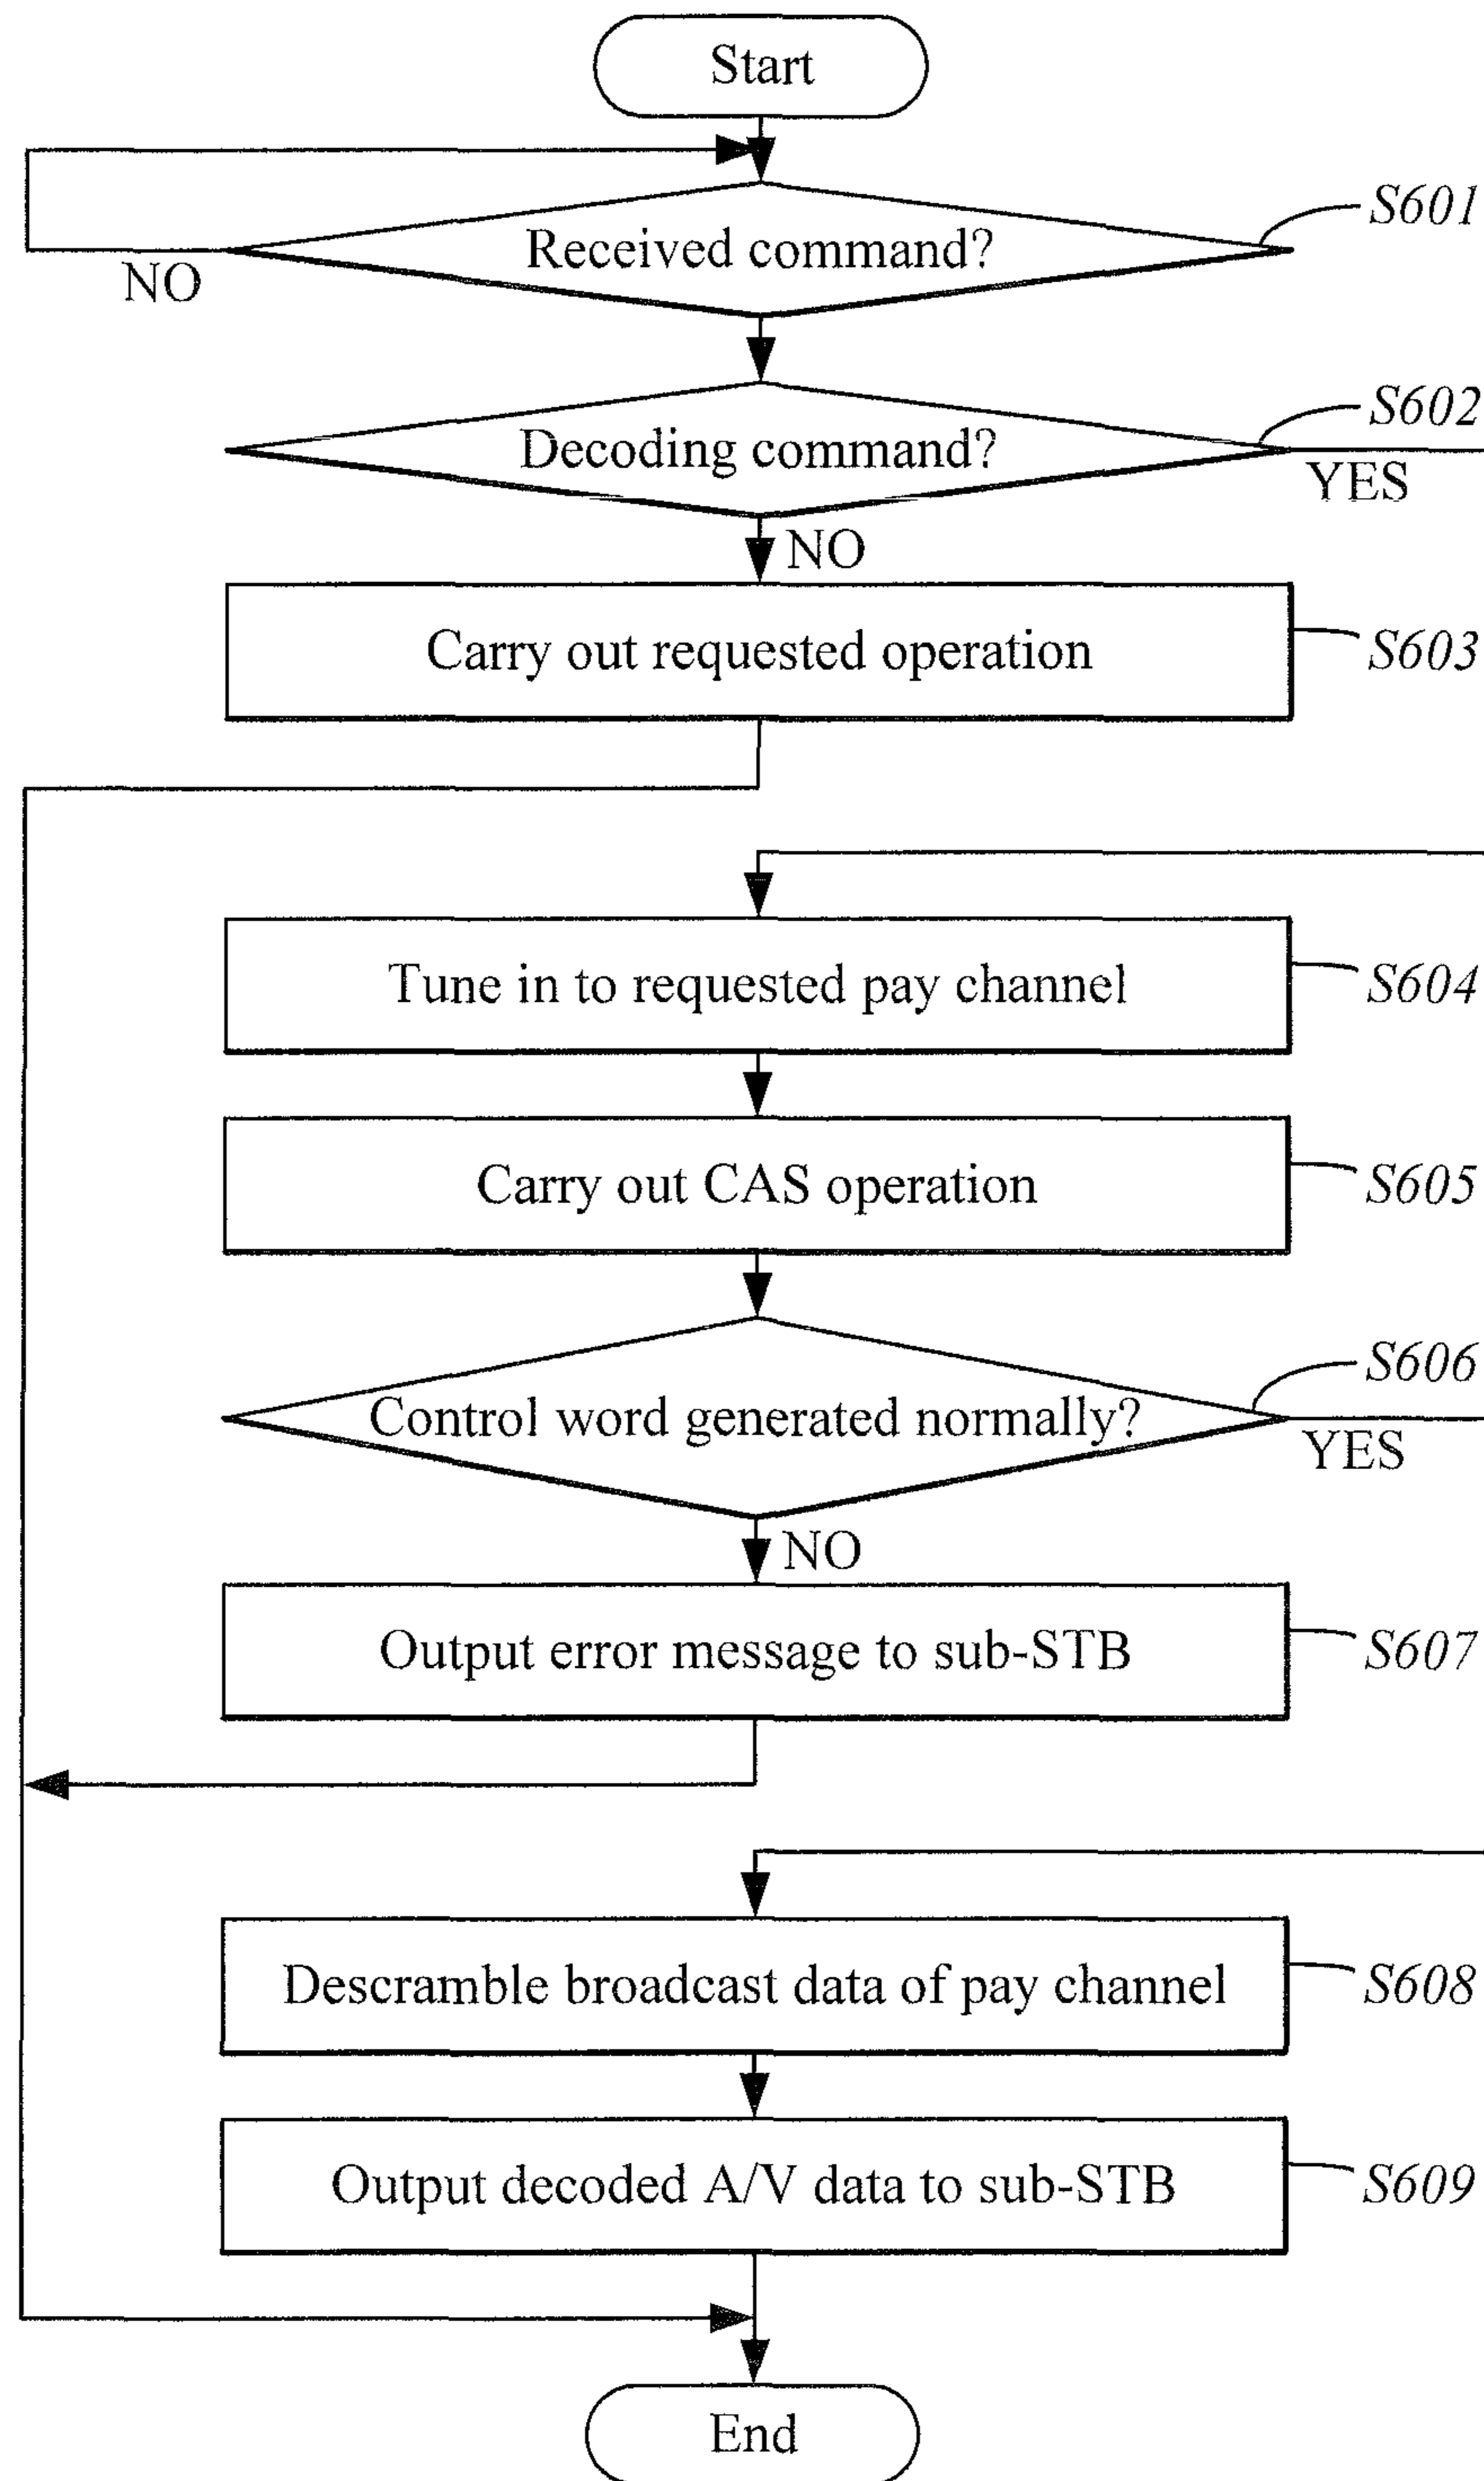 Start
S601
Received command?
NO
S602
Decoding command?
YES
NO
Carry out requested operation
S603
Tune in to requested pay channel
S604
Carry out CAS operation
S605
S606
Control word generated normally?
YES
NO
Output error message to sub-STB
S607
Descramble broadcast data of pay channel
S608
Output decoded A/V data to sub-STB
S609
End